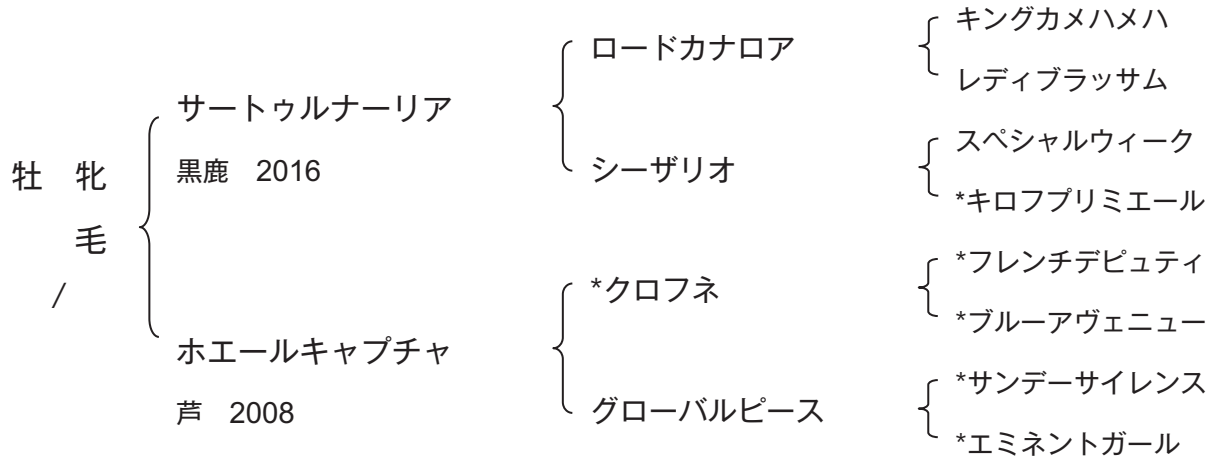 キングカメハメハ
ロードカナロア
レディブラッサム
サートゥルナーリア
スペシャルウィーク
黒鹿　2016
シーザリオ
牡　牝
*キロフプリミエール
毛
*フレンチデピュティ
/
*クロフネ
*ブルーアヴェニュー
ホエールキャプチャ
*サンデーサイレンス
芦　2008
グローバルピース
*エミネントガール